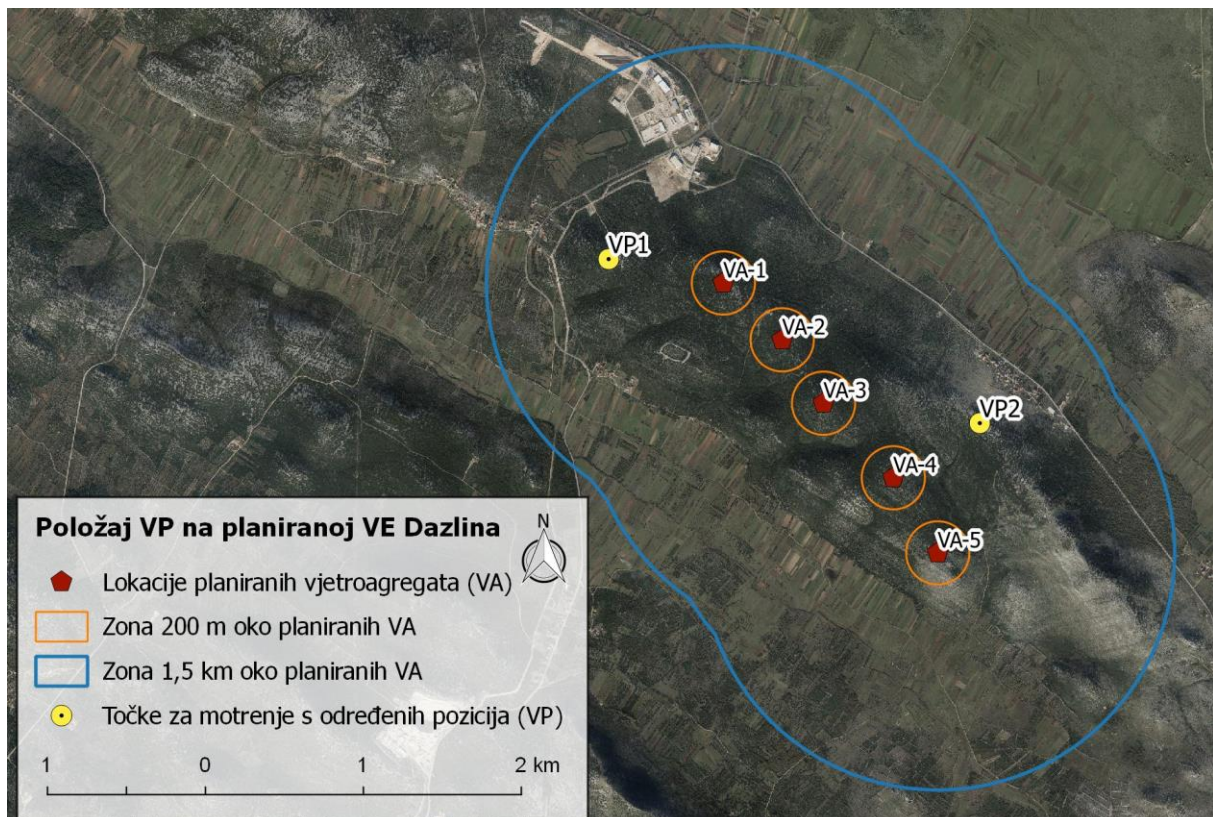 VP1
VA-1
VA-2
VA-3
VP2
VA-4
VA-5
Položaj VP na planiranoj VE Dazlina
N
Lokacije planiranih vjetroagregata (VA)
Zona 200 m oko planiranih VA
Zona 1,5 km oko planiranih VA
Točke za motrenje s određenih pozicija (VP)
1 0 1 2 km